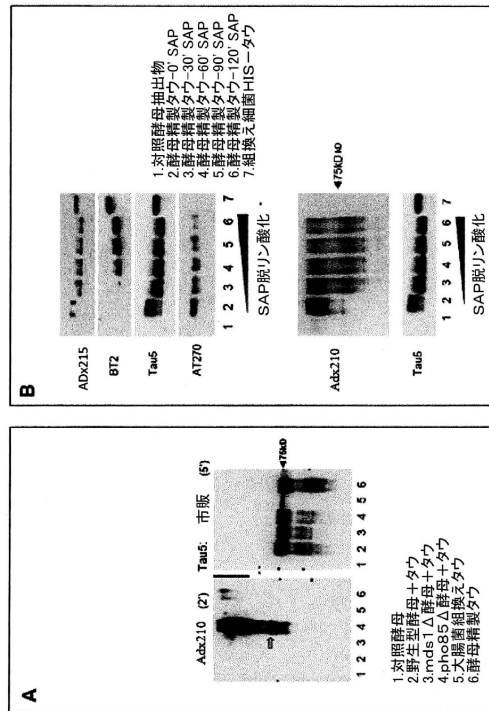 A
Adx210 (2')
Tau5: 市販 (5')
◀75kD
1 2 3 4 5 6
1 2 3 4 5 6
1.対照酵母
2.野生型酵母+タウ
3.mds1Δ酵母+タウ
4.pho85Δ酵母+タウ
5.大腸菌組換えタウ
6.酵母精製タウ
B
ADx215
BT2
Tau5
AT270
1 2 3 4 5 6 7
SAP脱リン酸化
1.対照酵母抽出物
2.酵母精製タウ-0' SAP
3.酵母精製タウ-30' SAP
4.酵母精製タウ-60' SAP
5.酵母精製タウ-90' SAP
6.酵母精製タウ-120' SAP
7.組換え細菌HIS-タウ
Adx210
Tau5
1 2 3 4 5 6 7
SAP脱リン酸化